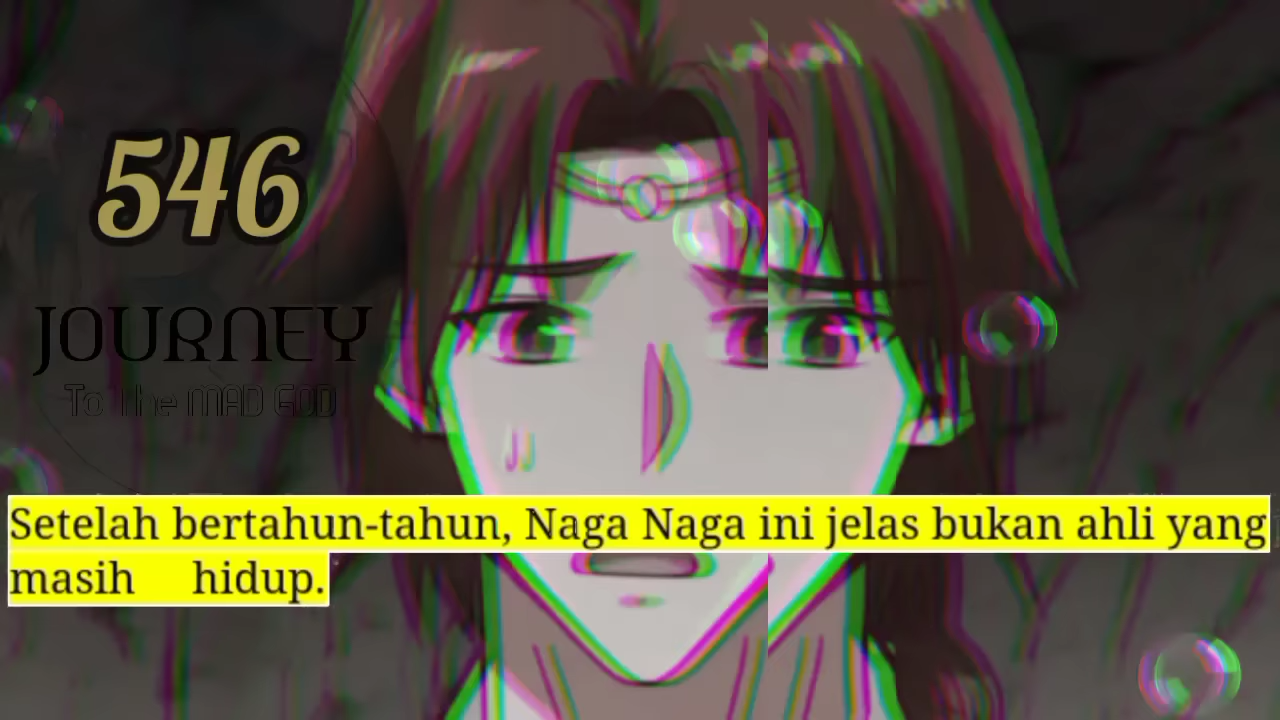 546
JOURNEY
To The MAD GOD
Setelah bertahun-tahun, Naga Naga ini jelas bukan ahli yang
masih hidup.